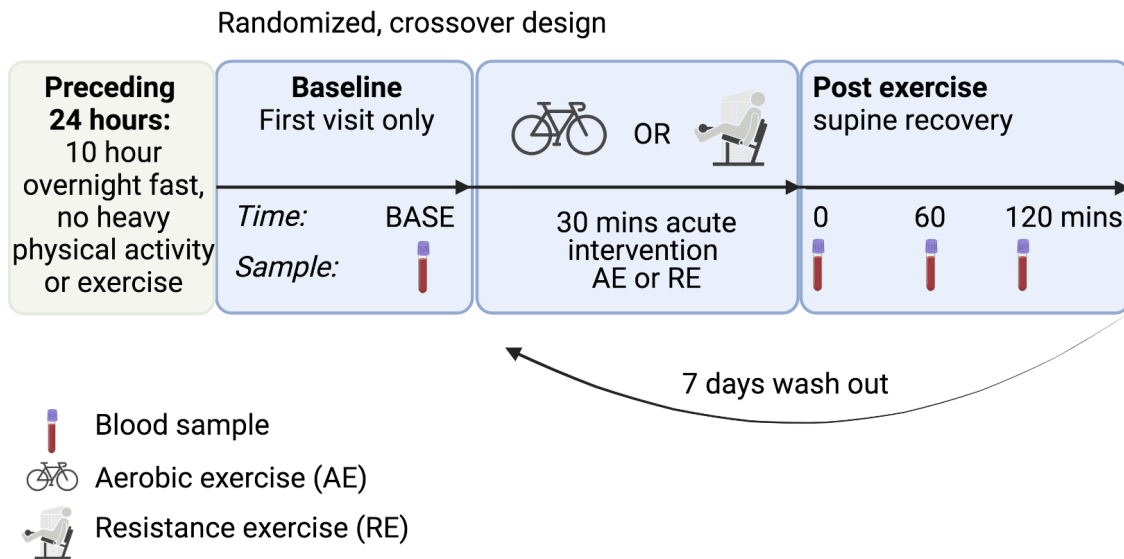 Randomized, crossover design
Preceding
24 hours:
10 hour
overnight fast,
no heavy
physical activity
or exercise
Baseline
First visit only
Time:
BASE
Sample:
OR
30 mins acute
intervention
AE or RE
Post exercise
supine recovery
0
60
120 mins
7 days wash out
Blood sample
Aerobic exercise (AE)
Resistance exercise (RE)